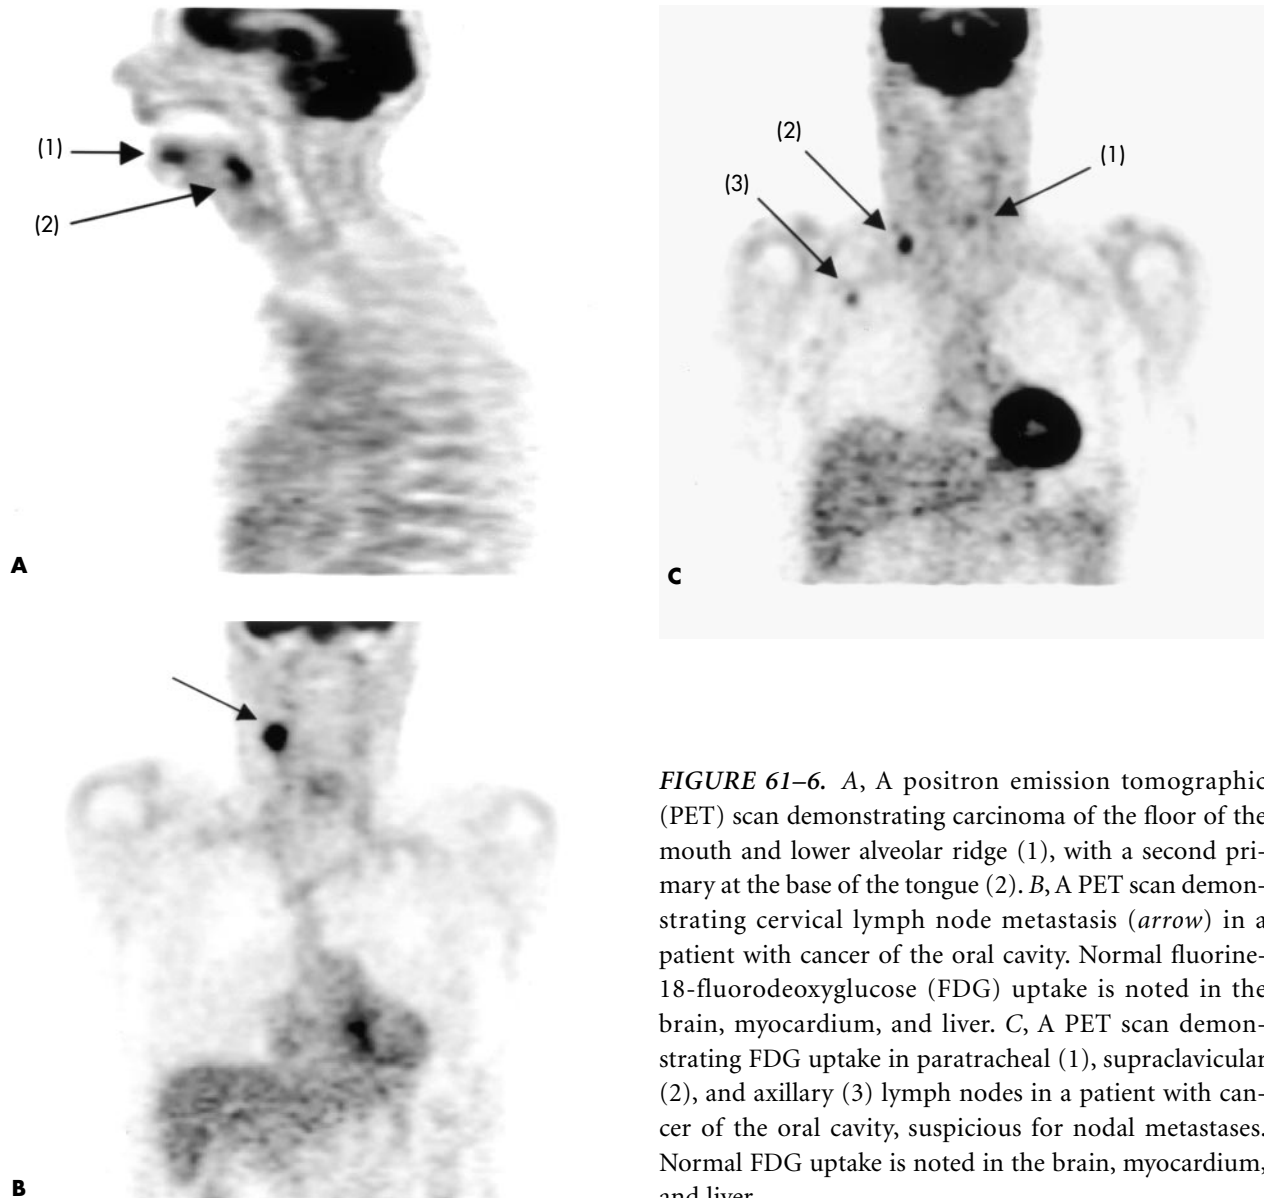 (1)
(2)
A
(2)
(1)
(3)
C
B
FIGURE 61–6. A, A positron emission tomographic
(PET) scan demonstrating carcinoma of the floor of the
mouth and lower alveolar ridge (1), with a second pri-
mary at the base of the tongue (2). B, A PET scan demon-
strating cervical lymph node metastasis (arrow) in a
patient with cancer of the oral cavity. Normal fluorine-
18-fluorodeoxyglucose (FDG) uptake is noted in the
brain, myocardium, and liver. C, A PET scan demon-
strating FDG uptake in paratracheal (1), supraclavicular
(2), and axillary (3) lymph nodes in a patient with can-
cer of the oral cavity, suspicious for nodal metastases.
Normal FDG uptake is noted in the brain, myocardium,
and liver